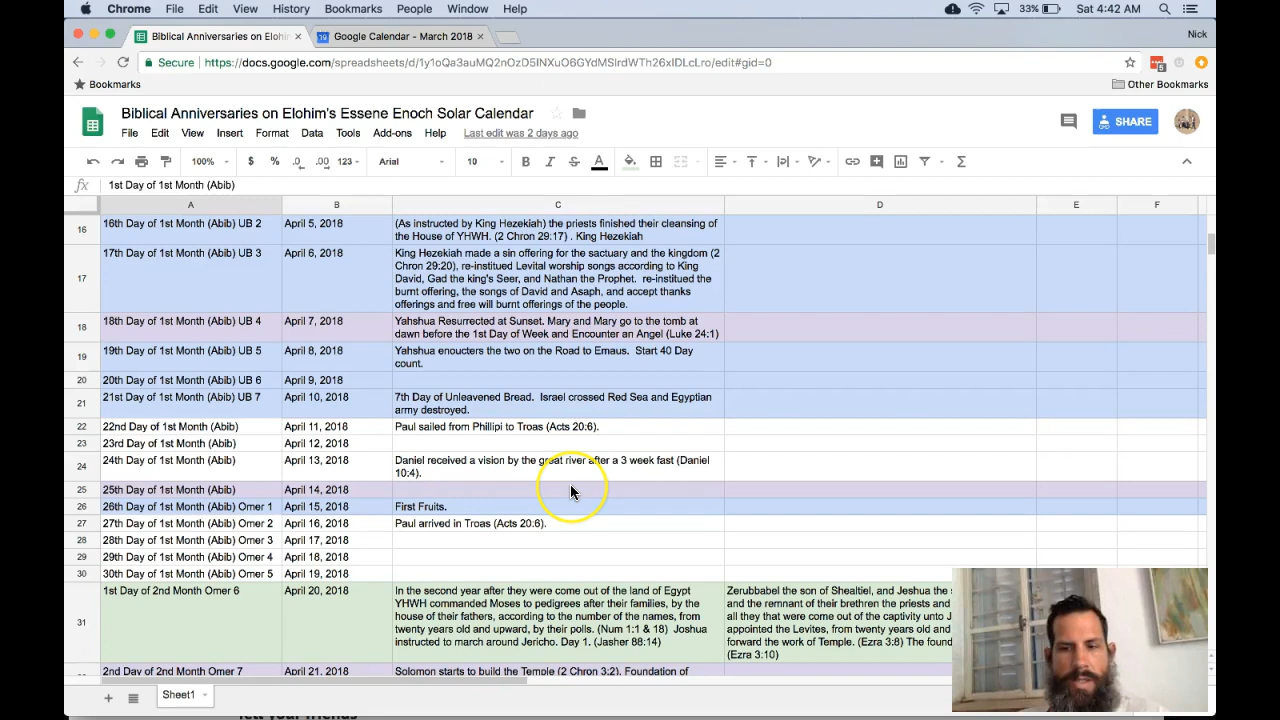 Chrome File Edit View History Bookmarks People Window Help 33% Sat 4:42 AM
Biblical Anniversaries on Elohim Google Calendar - March 2018 Nick
Secure https://docs.google.com/spreadsheets/d/1y1oQa3auMQ2nOzD5lNXuO6GYdMSlrdWTh26xIDLcLro/edit#gid=0
Bookmarks Other Bookmarks
Biblical Anniversaries on Elohim's Essene Enoch Solar Calendar
File Edit View Insert Format Data Tools Add-ons Help Last edit was 2 days ago
SHARE
100% $ % .0 .00 123 Arial 10 B I S A Σ
fx 1st Day of 1st Month (Abib)
A B C D E F
16 16th Day of 1st Month (Abib) UB 2 April 5, 2018 (As instructed by King Hezekiah) the priests finished their cleansing of
the House of YHWH. (2 Chron 29:17) . King Hezekiah
17 17th Day of 1st Month (Abib) UB 3 April 6, 2018 King Hezekiah made a sin offering for the sactuary and the kingdom (2
Chron 29:20), re-institued Levital worship songs according to King
David, Gad the king's Seer, and Nathan the Prophet. re-institued the
burnt offering, the songs of David and Asaph, and accept thanks
offerings and free will burnt offerings of the people.
18 18th Day of 1st Month (Abib) UB 4 April 7, 2018 Yahshua Resurrected at Sunset. Mary and Mary go to the tomb at
dawn before the 1st Day of Week and Encounter an Angel (Luke 24:1)
19 19th Day of 1st Month (Abib) UB 5 April 8, 2018 Yahshua enoucters the two on the Road to Emaus. Start 40 Day
count.
20 20th Day of 1st Month (Abib) UB 6 April 9, 2018
21 21st Day of 1st Month (Abib) UB 7 April 10, 2018 7th Day of Unleavened Bread. Israel crossed Red Sea and Egyptian
army destroyed.
22 22nd Day of 1st Month (Abib) April 11, 2018 Paul sailed from Phillipi to Troas (Acts 20:6).
23 23rd Day of 1st Month (Abib) April 12, 2018
24 24th Day of 1st Month (Abib) April 13, 2018 Daniel received a vision by the great river after a 3 week fast (Daniel
10:4).
25 25th Day of 1st Month (Abib) April 14, 2018
26 26th Day of 1st Month (Abib) Omer 1 April 15, 2018 First Fruits.
27 27th Day of 1st Month (Abib) Omer 2 April 16, 2018 Paul arrived in Troas (Acts 20:6).
28 28th Day of 1st Month (Abib) Omer 3 April 17, 2018
29 29th Day of 1st Month (Abib) Omer 4 April 18, 2018
30 30th Day of 1st Month (Abib) Omer 5 April 19, 2018
31 1st Day of 2nd Month Omer 6 April 20, 2018 In the second year after they were come out of the land of Egypt
YHWH commanded Moses to pedigrees after their families, by the
house of their fathers, according to the number of the names, from
twenty years old and upward, by their polls. (Num 1:1 & 18) Joshua
instructed to march around Jericho. Day 1. (Jasher 88:14)
Zerubbabel the son of Shealtiel, and Jeshua the
and the remnant of their brethren the priests and
all they that were come out of the captivity unto
appointed the Levites, from twenty years old and
forward the work of Temple. (Ezra 3:8) The found
(Ezra 3:10)
2nd Day of 2nd Month Omer 7 April 21, 2018 Solomon starts to build the Temple (2 Chron 3:2). Foundation of
Sheet1